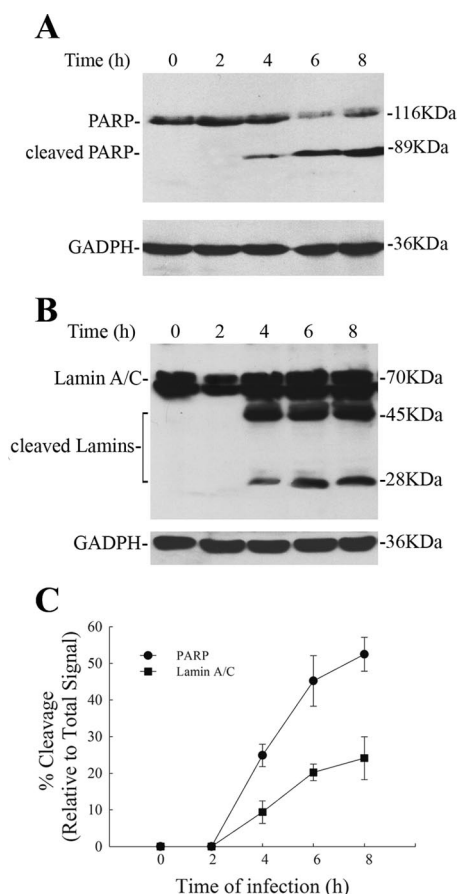 A
Time (h) 0 2 4 6 8
PARP- -116KDa
cleaved PARP- -89KDa
GADPH- -36KDa
B
Time (h) 0 2 4 6 8
Lamin A/C- -70KDa
-45KDa
cleaved Lamins-
-28KDa
GADPH- -36KDa
C
60
50
40
30
20
10
0
% Cleavage
(Relative to Total Signal)
PARP
Lamin A/C
0 2 4 6 8
Time of infection (h)